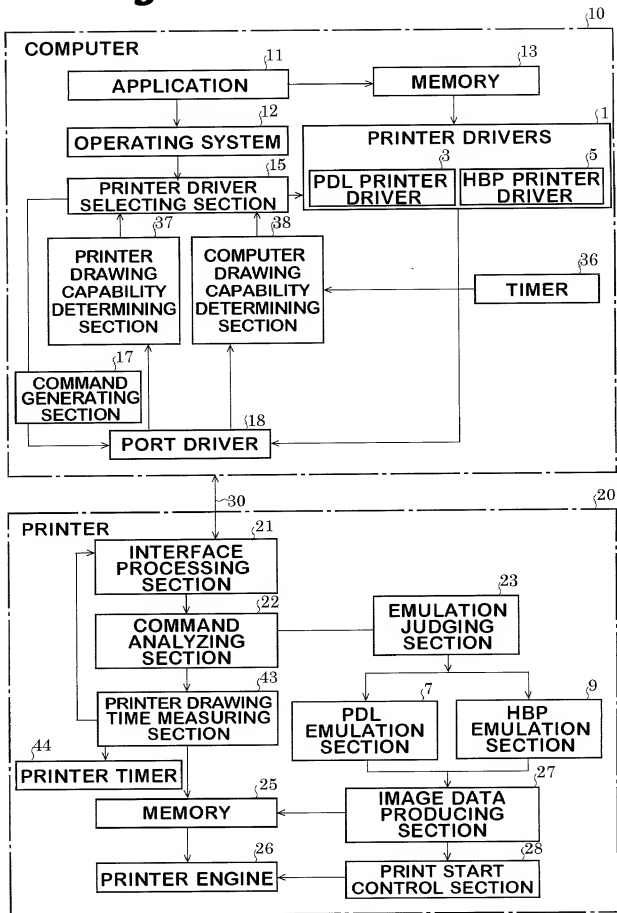 10
COMPUTER
11
APPLICATION
13
MEMORY
12
OPERATING SYSTEM
1
PRINTER DRIVERS
3
PDL PRINTER
DRIVER
5
HBP PRINTER
DRIVER
15
PRINTER DRIVER
SELECTING SECTION
37
PRINTER
DRAWING
CAPABILITY
DETERMINING
SECTION
38
COMPUTER
DRAWING
CAPABILITY
DETERMINING
SECTION
36
TIMER
17
COMMAND
GENERATING
SECTION
18
PORT DRIVER
30
20
PRINTER
21
INTERFACE
PROCESSING
SECTION
22
COMMAND
ANALYZING
SECTION
23
EMULATION
JUDGING
SECTION
43
PRINTER DRAWING
TIME MEASURING
SECTION
7
PDL
EMULATION
SECTION
9
HBP
EMULATION
SECTION
44
PRINTER TIMER
25
MEMORY
27
IMAGE DATA
PRODUCING
SECTION
26
PRINTER ENGINE
28
PRINT START
CONTROL SECTION